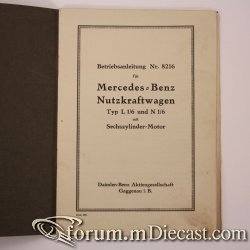 Betriebsanleitung Nr. 8216
für
Mercedes-Benz
Nutzkraftwagen
Typ L 1/6 und N 1/6
mit
Sechszylinder-Motor
Daimler-Benz Aktiengesellschaft
Gaggenau i. B.
forum.mDiecast.com